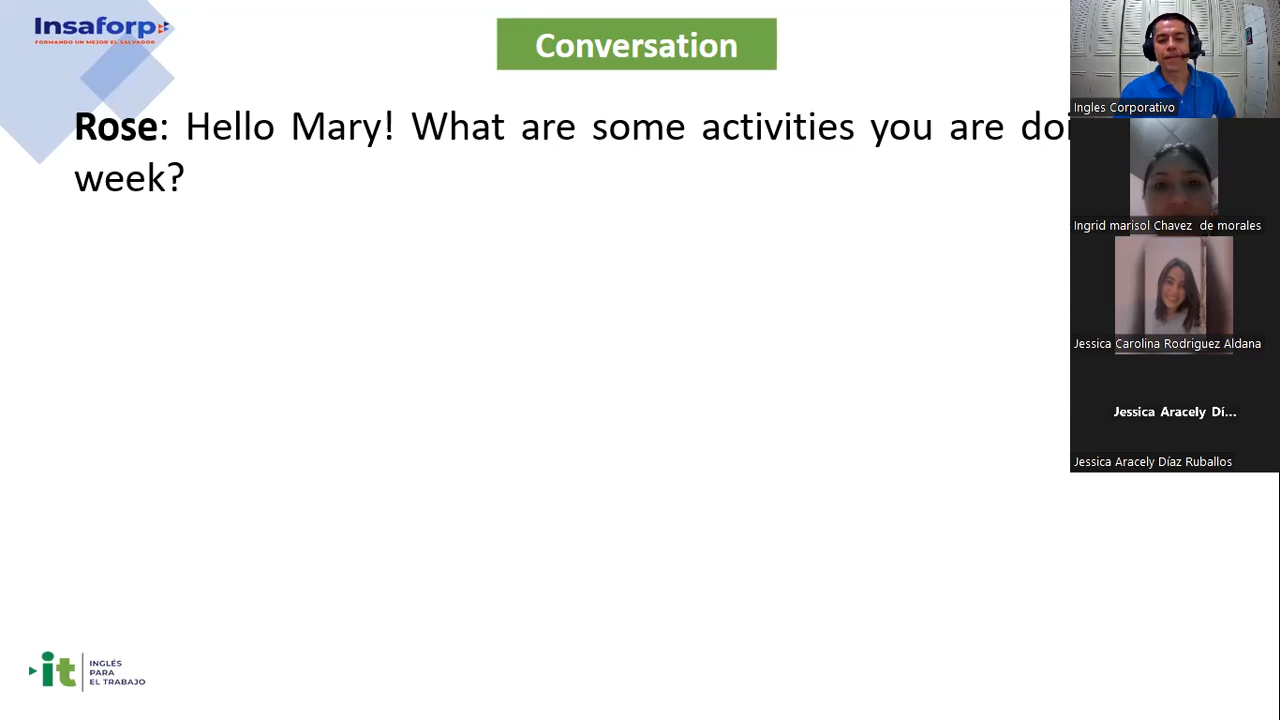 Insaforp
FORMANDO UN MEJOR EL SALVADOR
Conversation
Rose: Hello Mary! What are some activities you are doi
week?
Ingles Corporativo
Ingrid marisol Chavez de morales
Jessica Carolina Rodriguez Aldana
Jessica Aracely Dí...
Jessica Aracely Díaz Ruballos
it
INGLÉS
PARA
EL TRABAJO